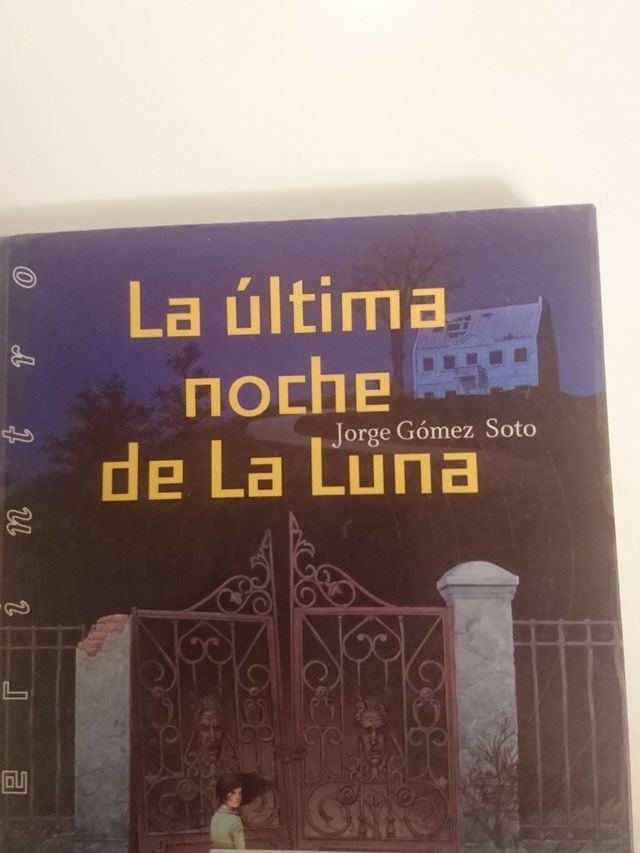 La última
noche
Jorge Gómez Soto
de La Luna